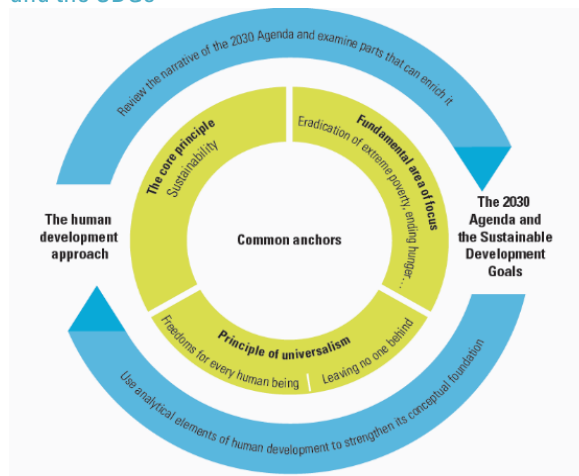 and the SDGs
Review the narrative of the 2030 Agenda and examine parts that can enrich it
The core principle
Sustainability
Fundamental area of focus
Eradication of extreme poverty, ending hunger…
The human
development
approach
Common anchors
The 2030
Agenda and
the Sustainable
Development
Goals
Principle of universalism
Freedoms for every human being
Leaving no one behind
Use analytical elements of human development to strengthen its conceptual foundation